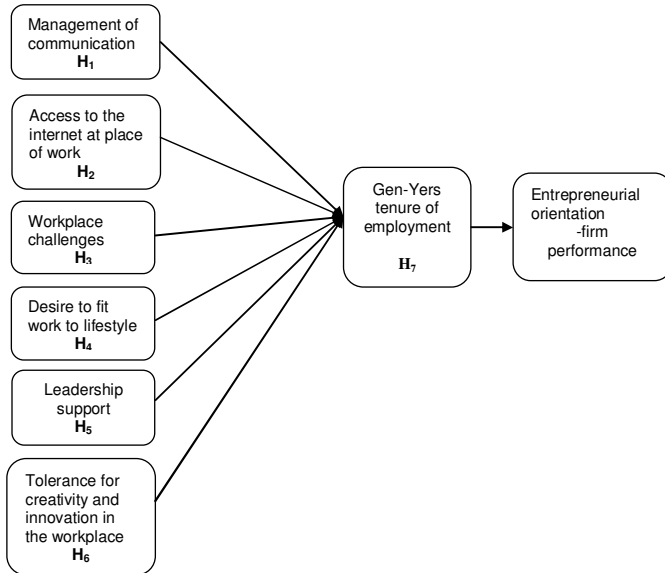 Management of
communication
H₁
Access to the
internet at place
of work
H₂
Workplace
challenges
H₃
Desire to fit
work to lifestyle
H₄
Leadership
support
H₅
Tolerance for
creativity and
innovation in
the workplace
H₆
Gen-Yers
tenure of
employment
H₇
Entrepreneurial
orientation
-firm
performance